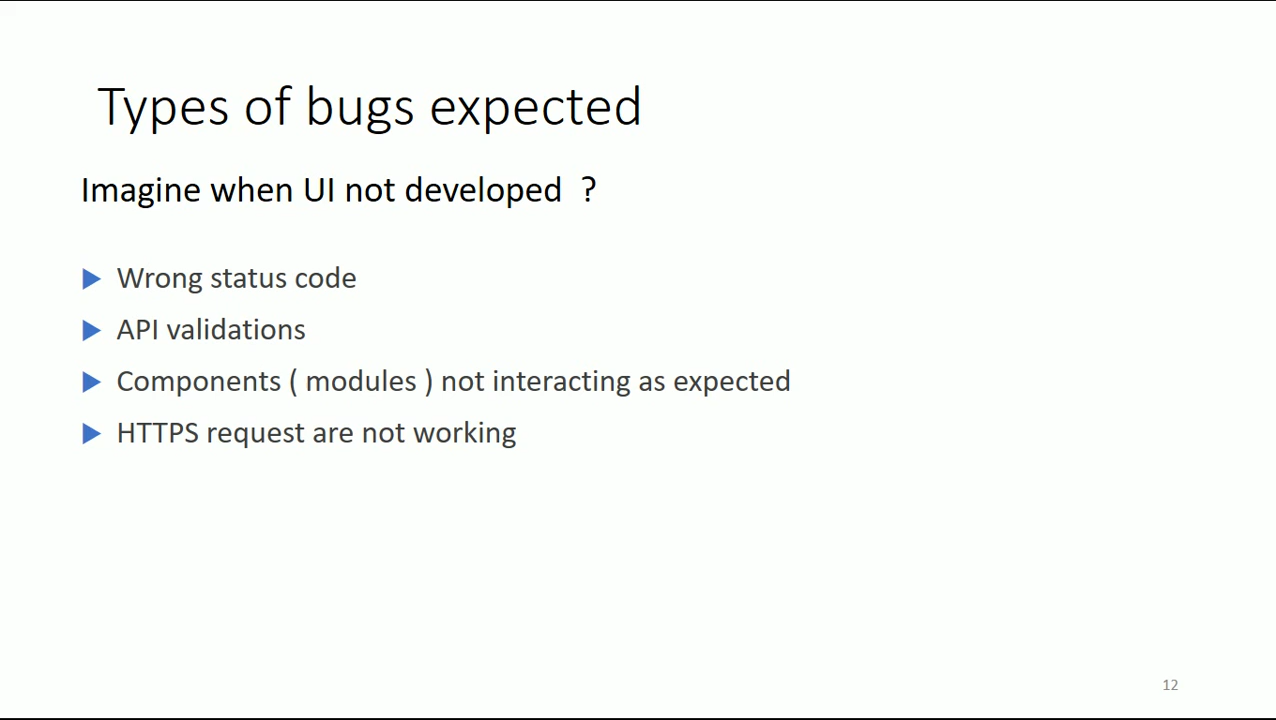 Types of bugs expected
Imagine when UI not developed ?
Wrong status code
API validations
Components ( modules ) not interacting as expected
HTTPS request are not working
12